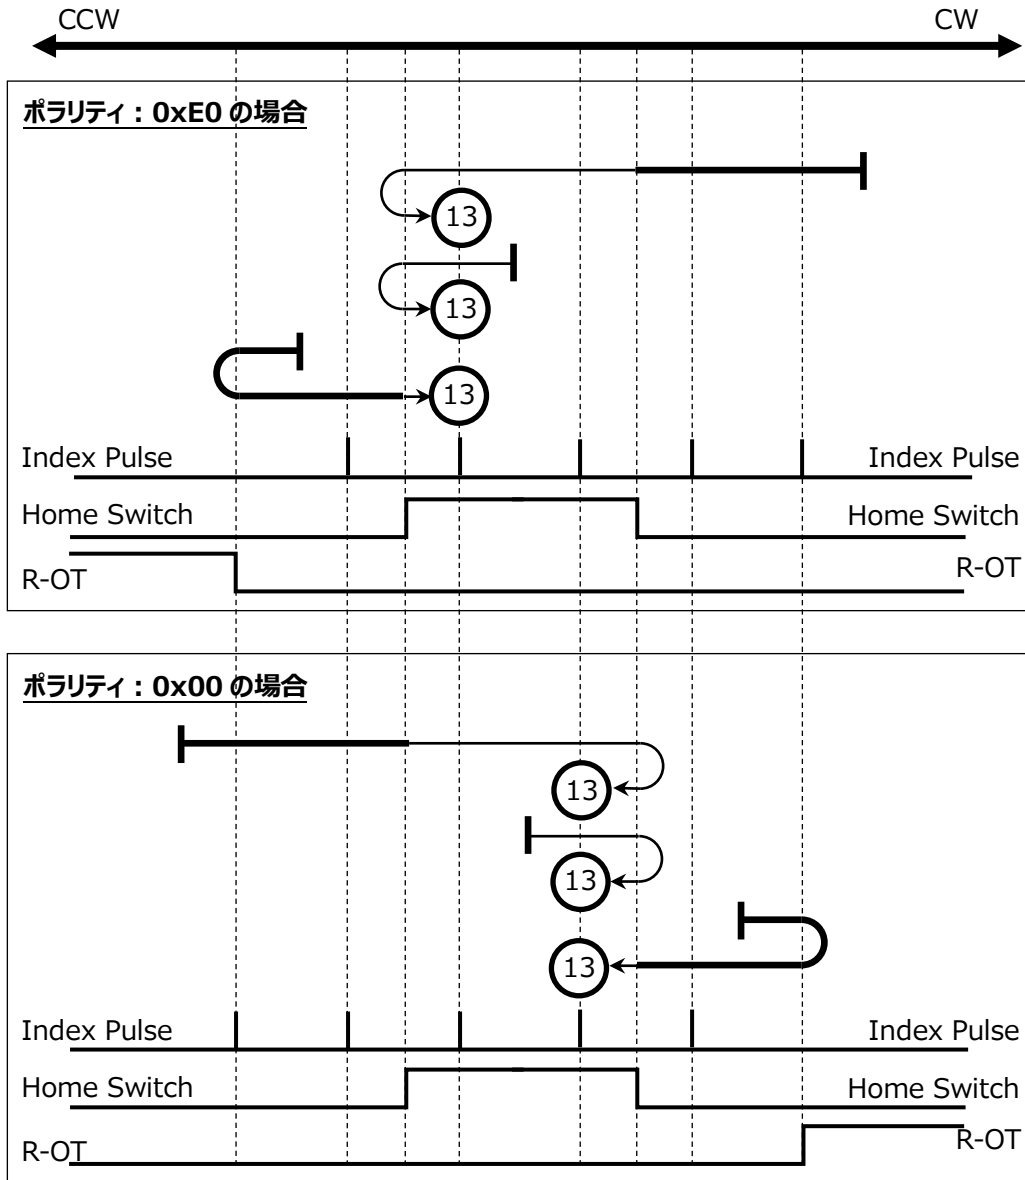 CCW CW
ポラリティ：0xE0 の場合
13
13
13
Index Pulse Index Pulse
Home Switch Home Switch
R-OT R-OT
ポラリティ：0x00 の場合
13
13
13
Index Pulse Index Pulse
Home Switch Home Switch
R-OT R-OT